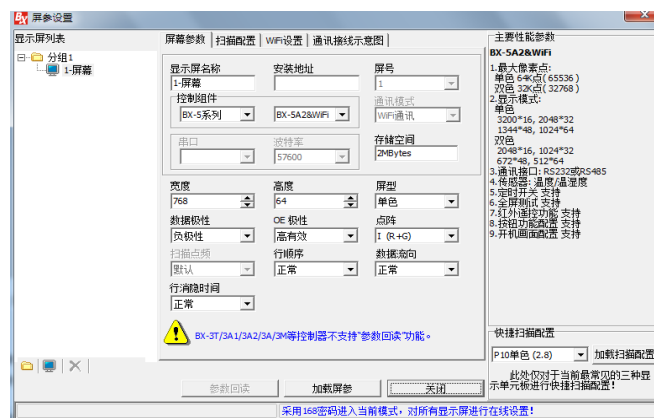 BX 屏参设置
显示屏列表
分组1
1-屏幕
屏幕参数 扫描配置 WiFi设置 通讯接线示意图
显示屏名称 安装地址 屏号
1-屏幕 1
控制组件 通讯模式
BX-5系列 BX-5A2&WiFi WiFi通讯
串口 波特率 存储空间
57600 2MBytes
宽度 高度 屏型
768 64 单色
数据极性 OE 极性 点阵
负极性 高有效 I (R+G)
扫描点频 行顺序 数据流向
默认 正常 正常
行消隐时间
正常
BX-3T/3A1/3A2/3A/3M等控制器不支持"参数回读"功能。
参数回读 加载屏参 关闭
主要性能参数
BX-5A2&WiFi
1.最大像素点:
单色 64K点(65536)
双色 32K点(32768)
2.显示模式:
单色
3200*16, 2048*32
1344*48, 1024*64
双色
2048*16, 1024*32
672*48, 512*64
3.通讯接口: RS232或RS485
4.传感器: 温度/温湿度
5.定时开关 支持
6.全屏测试 支持
7.红外遥控功能 支持
8.按钮功能配置 支持
9.开机画面配置 支持
快捷扫描配置
P10单色 (2.8) 加载扫描配置
此处仅对于当前最常见的三种显
示单元板进行快捷扫描配置!
采用168密码进入当前模式，对所有显示屏进行在线设置!